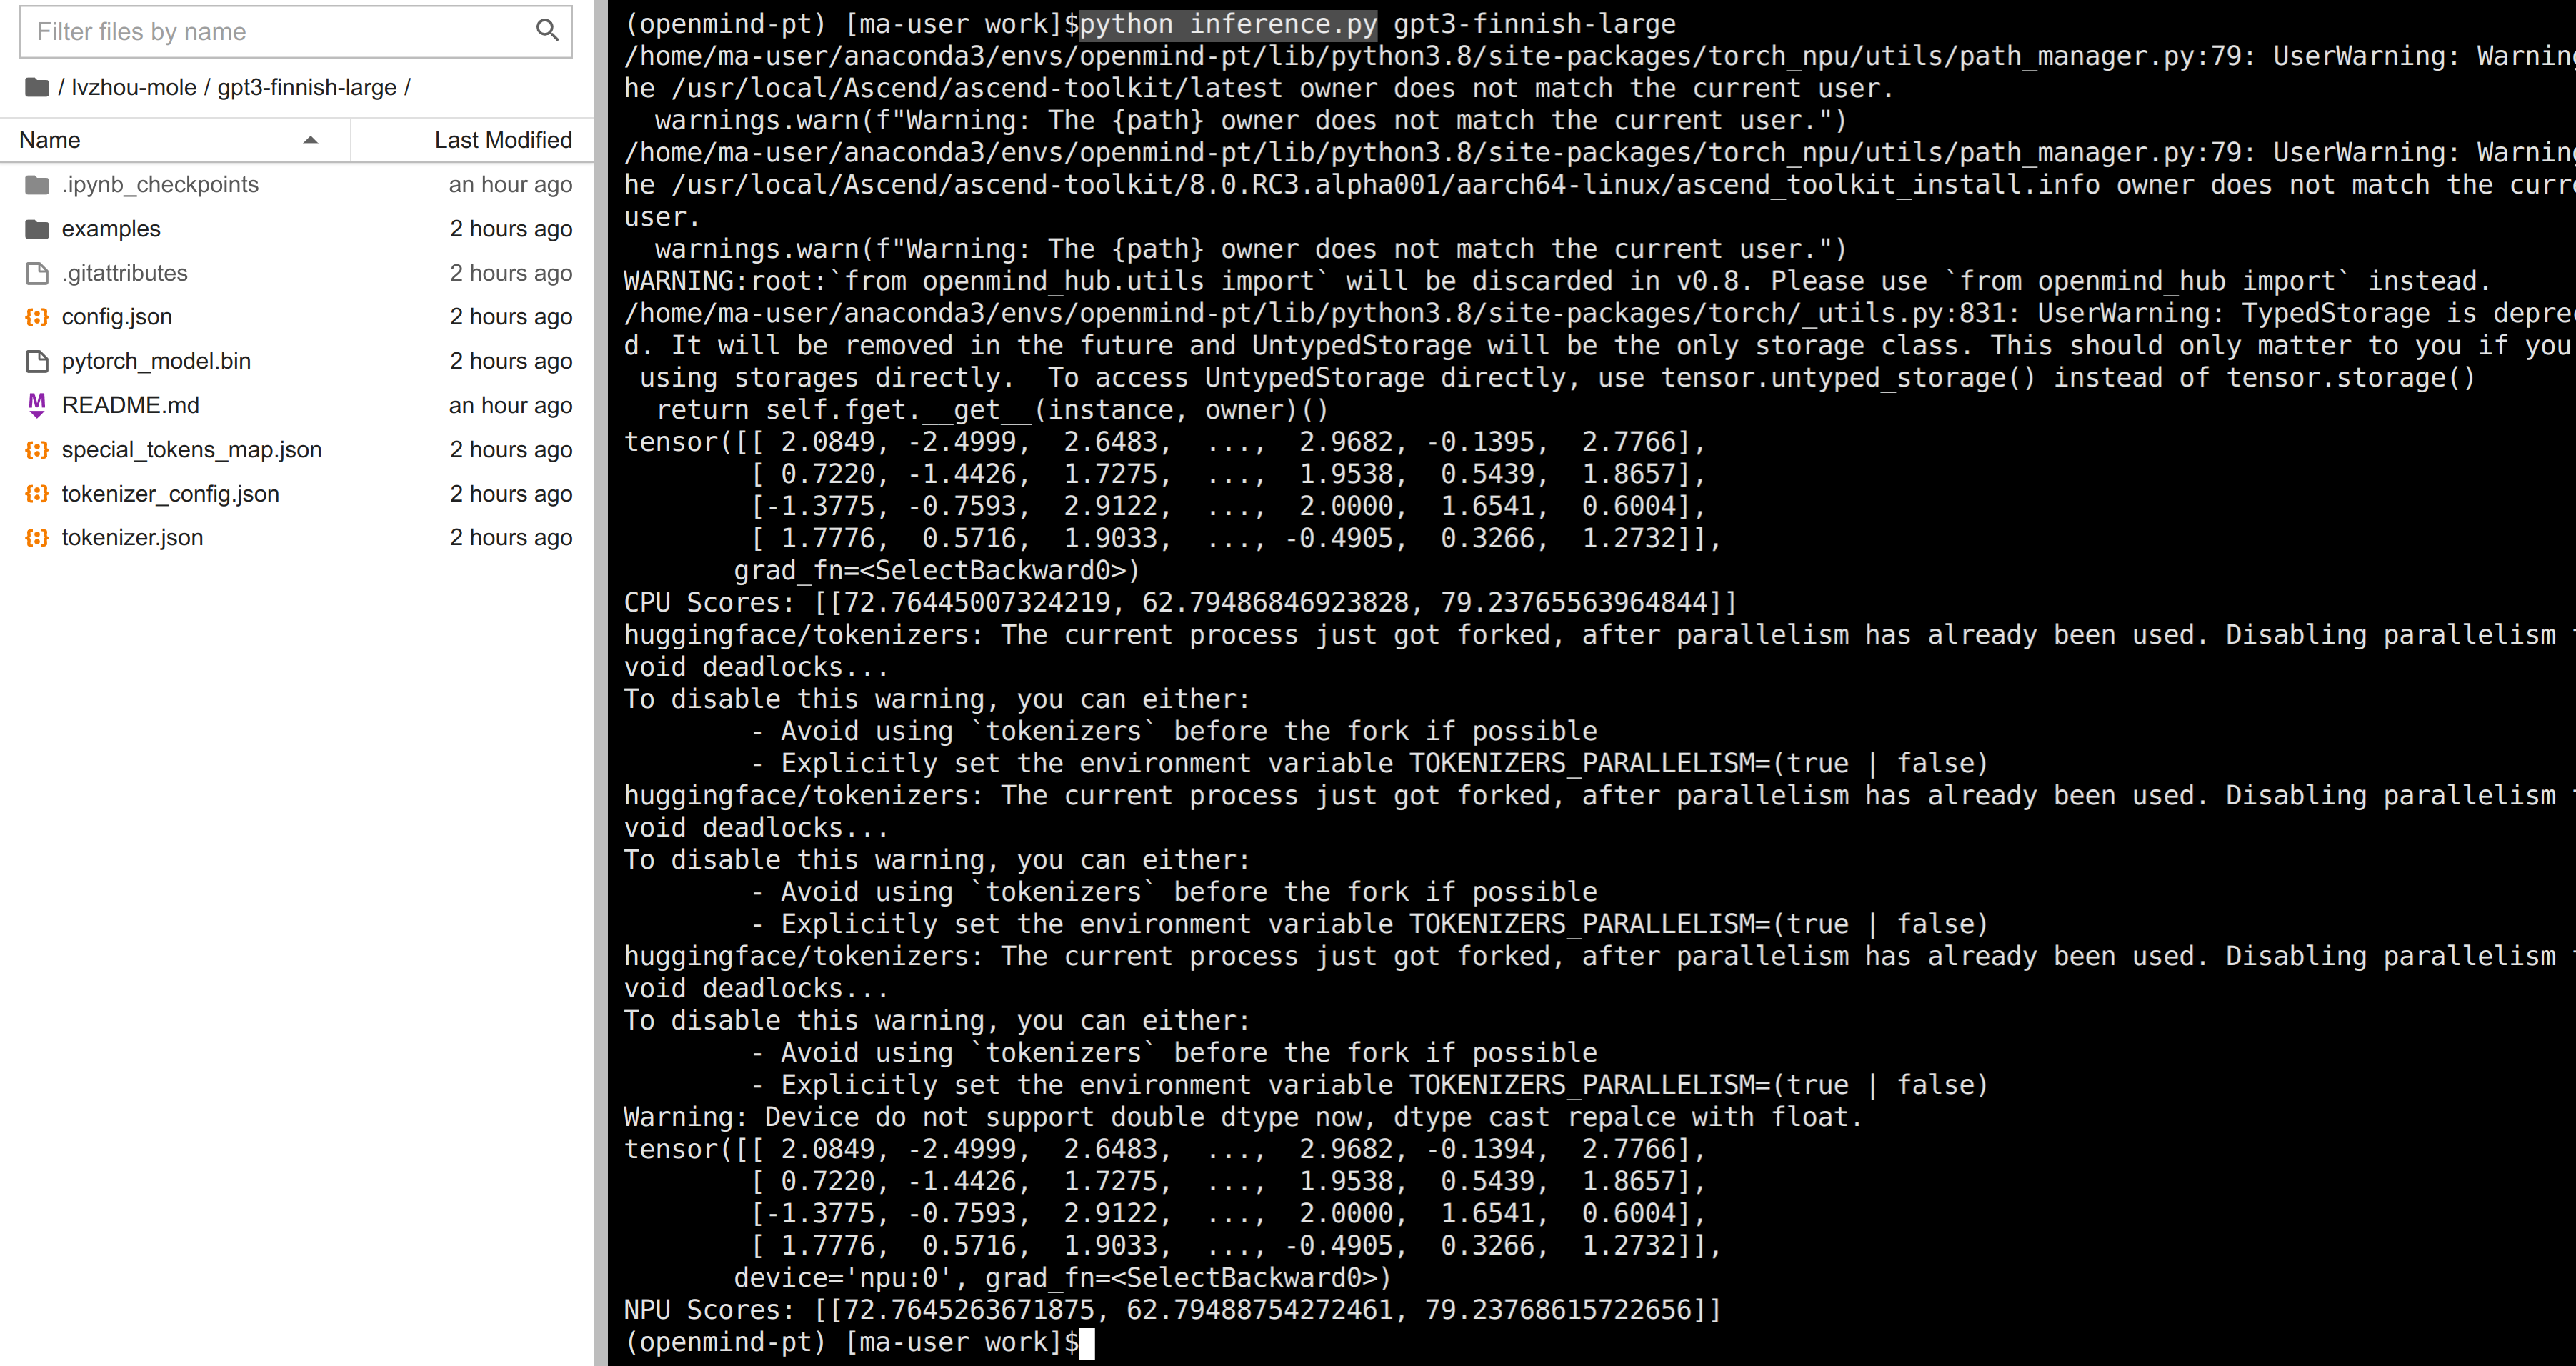 Filter files by name
/ lvzhou-mole / gpt3-finnish-large /
Name Last Modified
.ipynb_checkpoints an hour ago
examples 2 hours ago
.gitattributes 2 hours ago
config.json 2 hours ago
pytorch_model.bin 2 hours ago
README.md an hour ago
special_tokens_map.json 2 hours ago
tokenizer_config.json 2 hours ago
tokenizer.json 2 hours ago
(openmind-pt) [ma-user work]$python inference.py gpt3-finnish-large
/home/ma-user/anaconda3/envs/openmind-pt/lib/python3.8/site-packages/torch_npu/utils/path_manager.py:79: UserWarning: Warning
he /usr/local/Ascend/ascend-toolkit/latest owner does not match the current user.
  warnings.warn(f"Warning: The {path} owner does not match the current user.")
/home/ma-user/anaconda3/envs/openmind-pt/lib/python3.8/site-packages/torch_npu/utils/path_manager.py:79: UserWarning: Warning
he /usr/local/Ascend/ascend-toolkit/8.0.RC3.alpha001/aarch64-linux/ascend_toolkit_install.info owner does not match the curr
user.
  warnings.warn(f"Warning: The {path} owner does not match the current user.")
WARNING:root:`from openmind_hub.utils import` will be discarded in v0.8. Please use `from openmind_hub import` instead.
/home/ma-user/anaconda3/envs/openmind-pt/lib/python3.8/site-packages/torch/_utils.py:831: UserWarning: TypedStorage is depre
d. It will be removed in the future and UntypedStorage will be the only storage class. This should only matter to you if you
 using storages directly.  To access UntypedStorage directly, use tensor.untyped_storage() instead of tensor.storage()
  return self.fget.__get__(instance, owner)()
tensor([[ 2.0849, -2.4999,  2.6483,  ...,  2.9682, -0.1395,  2.7766],
        [ 0.7220, -1.4426,  1.7275,  ...,  1.9538,  0.5439,  1.8657],
        [-1.3775, -0.7593,  2.9122,  ...,  2.0000,  1.6541,  0.6004],
        [ 1.7776,  0.5716,  1.9033,  ..., -0.4905,  0.3266,  1.2732]],
       grad_fn=<SelectBackward0>)
CPU Scores: [[72.76445007324219, 62.79486846923828, 79.23765563964844]]
huggingface/tokenizers: The current process just got forked, after parallelism has already been used. Disabling parallelism
void deadlocks...
To disable this warning, you can either:
        - Avoid using `tokenizers` before the fork if possible
        - Explicitly set the environment variable TOKENIZERS_PARALLELISM=(true | false)
huggingface/tokenizers: The current process just got forked, after parallelism has already been used. Disabling parallelism
void deadlocks...
To disable this warning, you can either:
        - Avoid using `tokenizers` before the fork if possible
        - Explicitly set the environment variable TOKENIZERS_PARALLELISM=(true | false)
huggingface/tokenizers: The current process just got forked, after parallelism has already been used. Disabling parallelism
void deadlocks...
To disable this warning, you can either:
        - Avoid using `tokenizers` before the fork if possible
        - Explicitly set the environment variable TOKENIZERS_PARALLELISM=(true | false)
Warning: Device do not support double dtype now, dtype cast repalce with float.
tensor([[ 2.0849, -2.4999,  2.6483,  ...,  2.9682, -0.1394,  2.7766],
        [ 0.7220, -1.4426,  1.7275,  ...,  1.9538,  0.5439,  1.8657],
        [-1.3775, -0.7593,  2.9122,  ...,  2.0000,  1.6541,  0.6004],
        [ 1.7776,  0.5716,  1.9033,  ..., -0.4905,  0.3266,  1.2732]],
       device='npu:0', grad_fn=<SelectBackward0>)
NPU Scores: [[72.7645263671875, 62.79488754272461, 79.23768615722656]]
(openmind-pt) [ma-user work]$